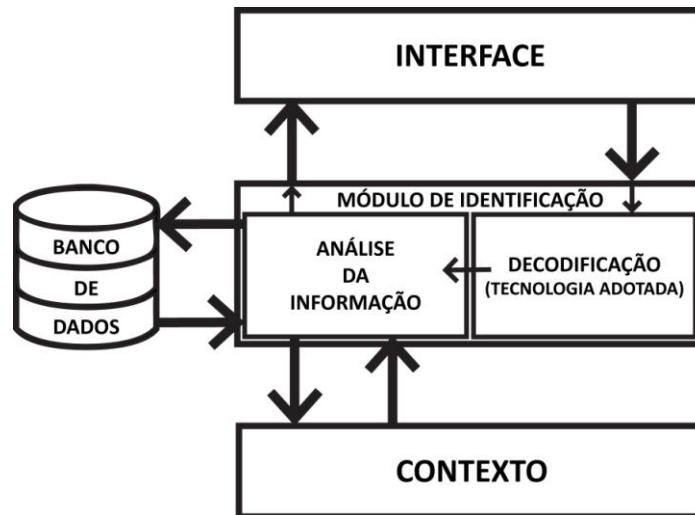 INTERFACE
MÓDULO DE IDENTIFICAÇÃO
BANCO
DE
DADOS
ANÁLISE
DA
INFORMAÇÃO
DECODIFICAÇÃO
(TECNOLOGIA ADOTADA)
CONTEXTO